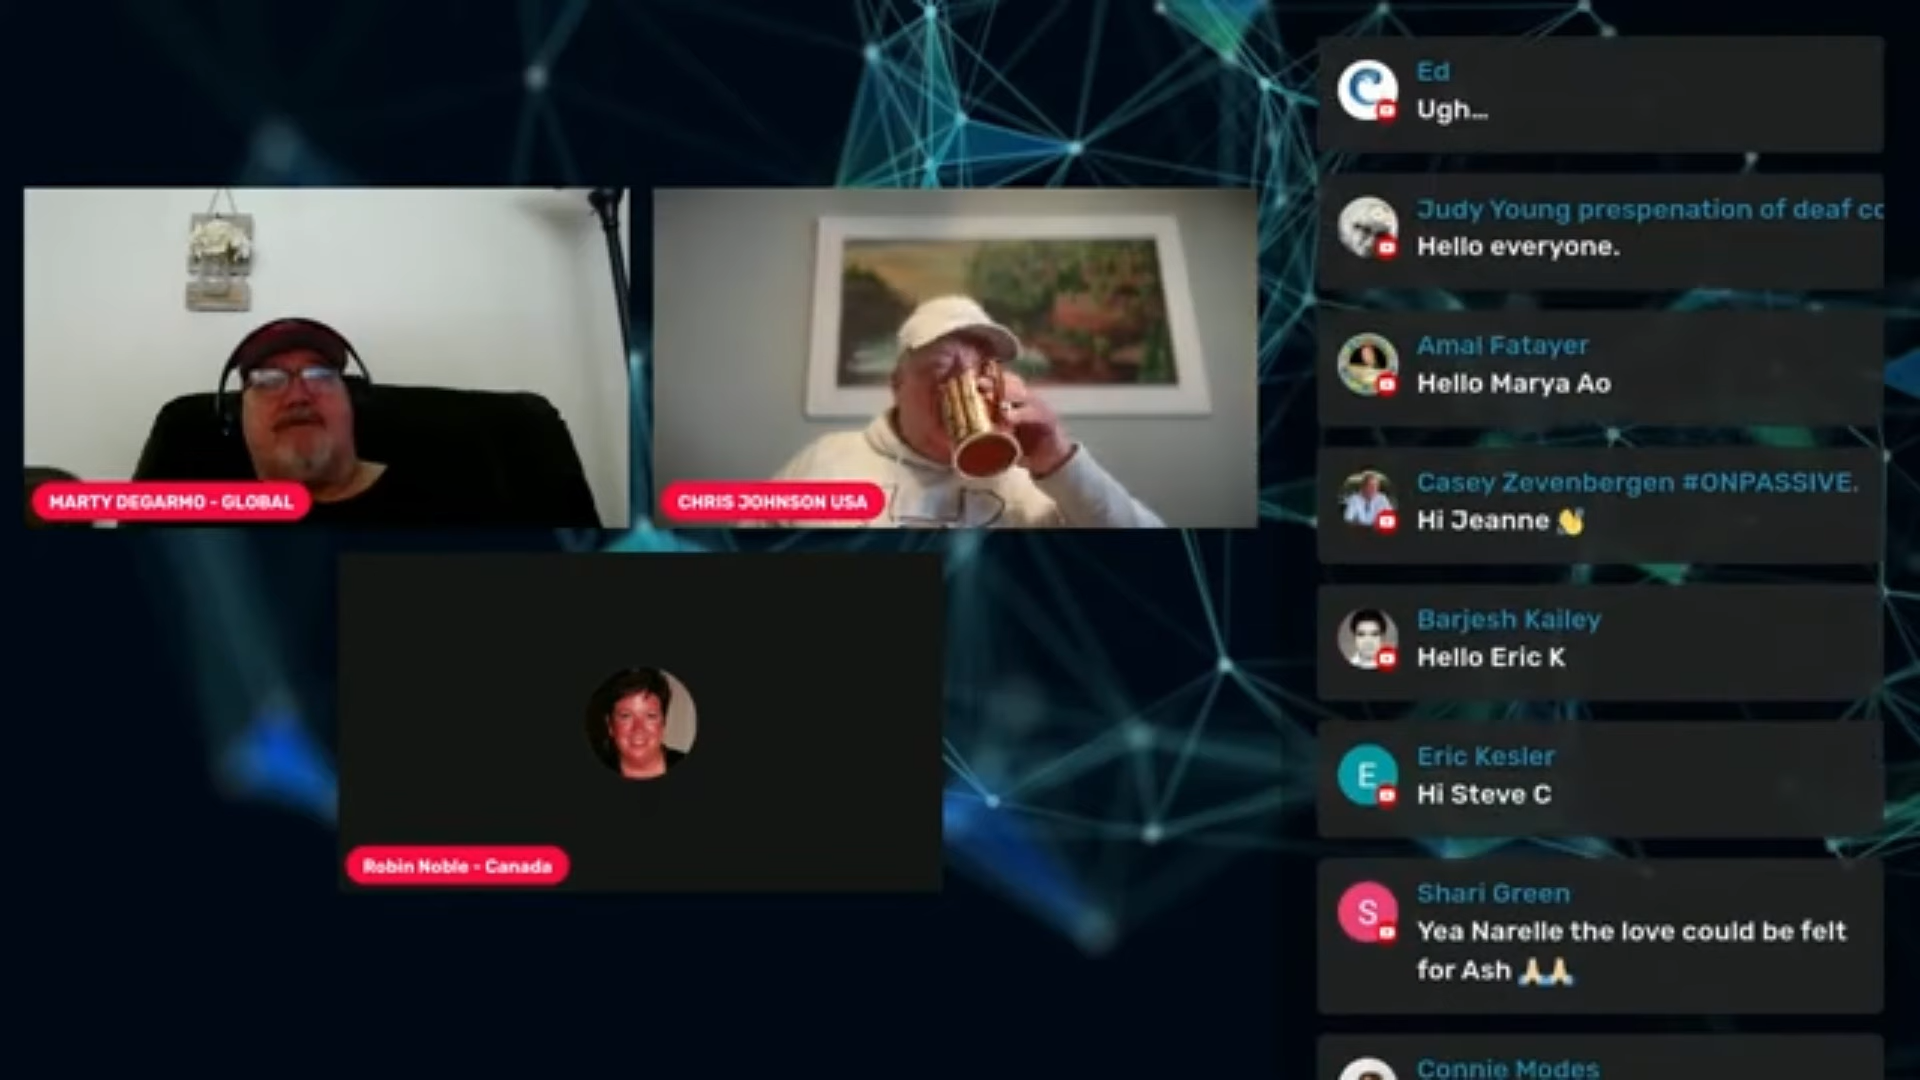 MARTY DEGARMO - GLOBAL
CHRIS JOHNSON USA
Robin Noble - Canada
Ed
Ugh...
Judy Young prespenation of deaf co
Hello everyone.
Amal Fatayer
Hello Marya Ao
Casey Zevenbergen #ONPASSIVE.
Hi Jeanne 👋
Barjesh Kailey
Hello Eric K
E
Eric Kesler
Hi Steve C
S
Shari Green
Yea Narelle the love could be felt
for Ash 🙏🙏
Connie Modes